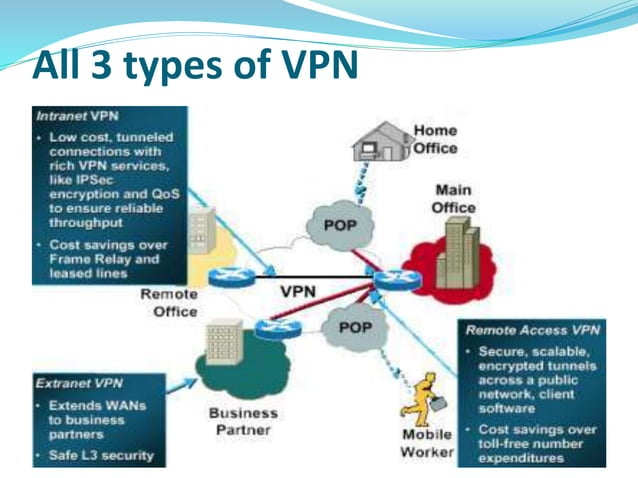 All 3 types of VPN
Intranet VPN
• Low cost, tunneled
connections with
rich VPN services,
like IPSec
encryption and QoS
to ensure reliable
throughput
• Cost savings over
Frame Relay and
leased lines
Home
Office
Main
Office
POP
VPN
Remote
Office
POP
Business
Partner
Mobile
Worker
Extranet VPN
• Extends WANs
to business
partners
• Safe L3 security
Remote Access VPN
• Secure, scalable,
encrypted tunnels
across a public
network, client
software
• Cost savings over
toll-free number
expenditures